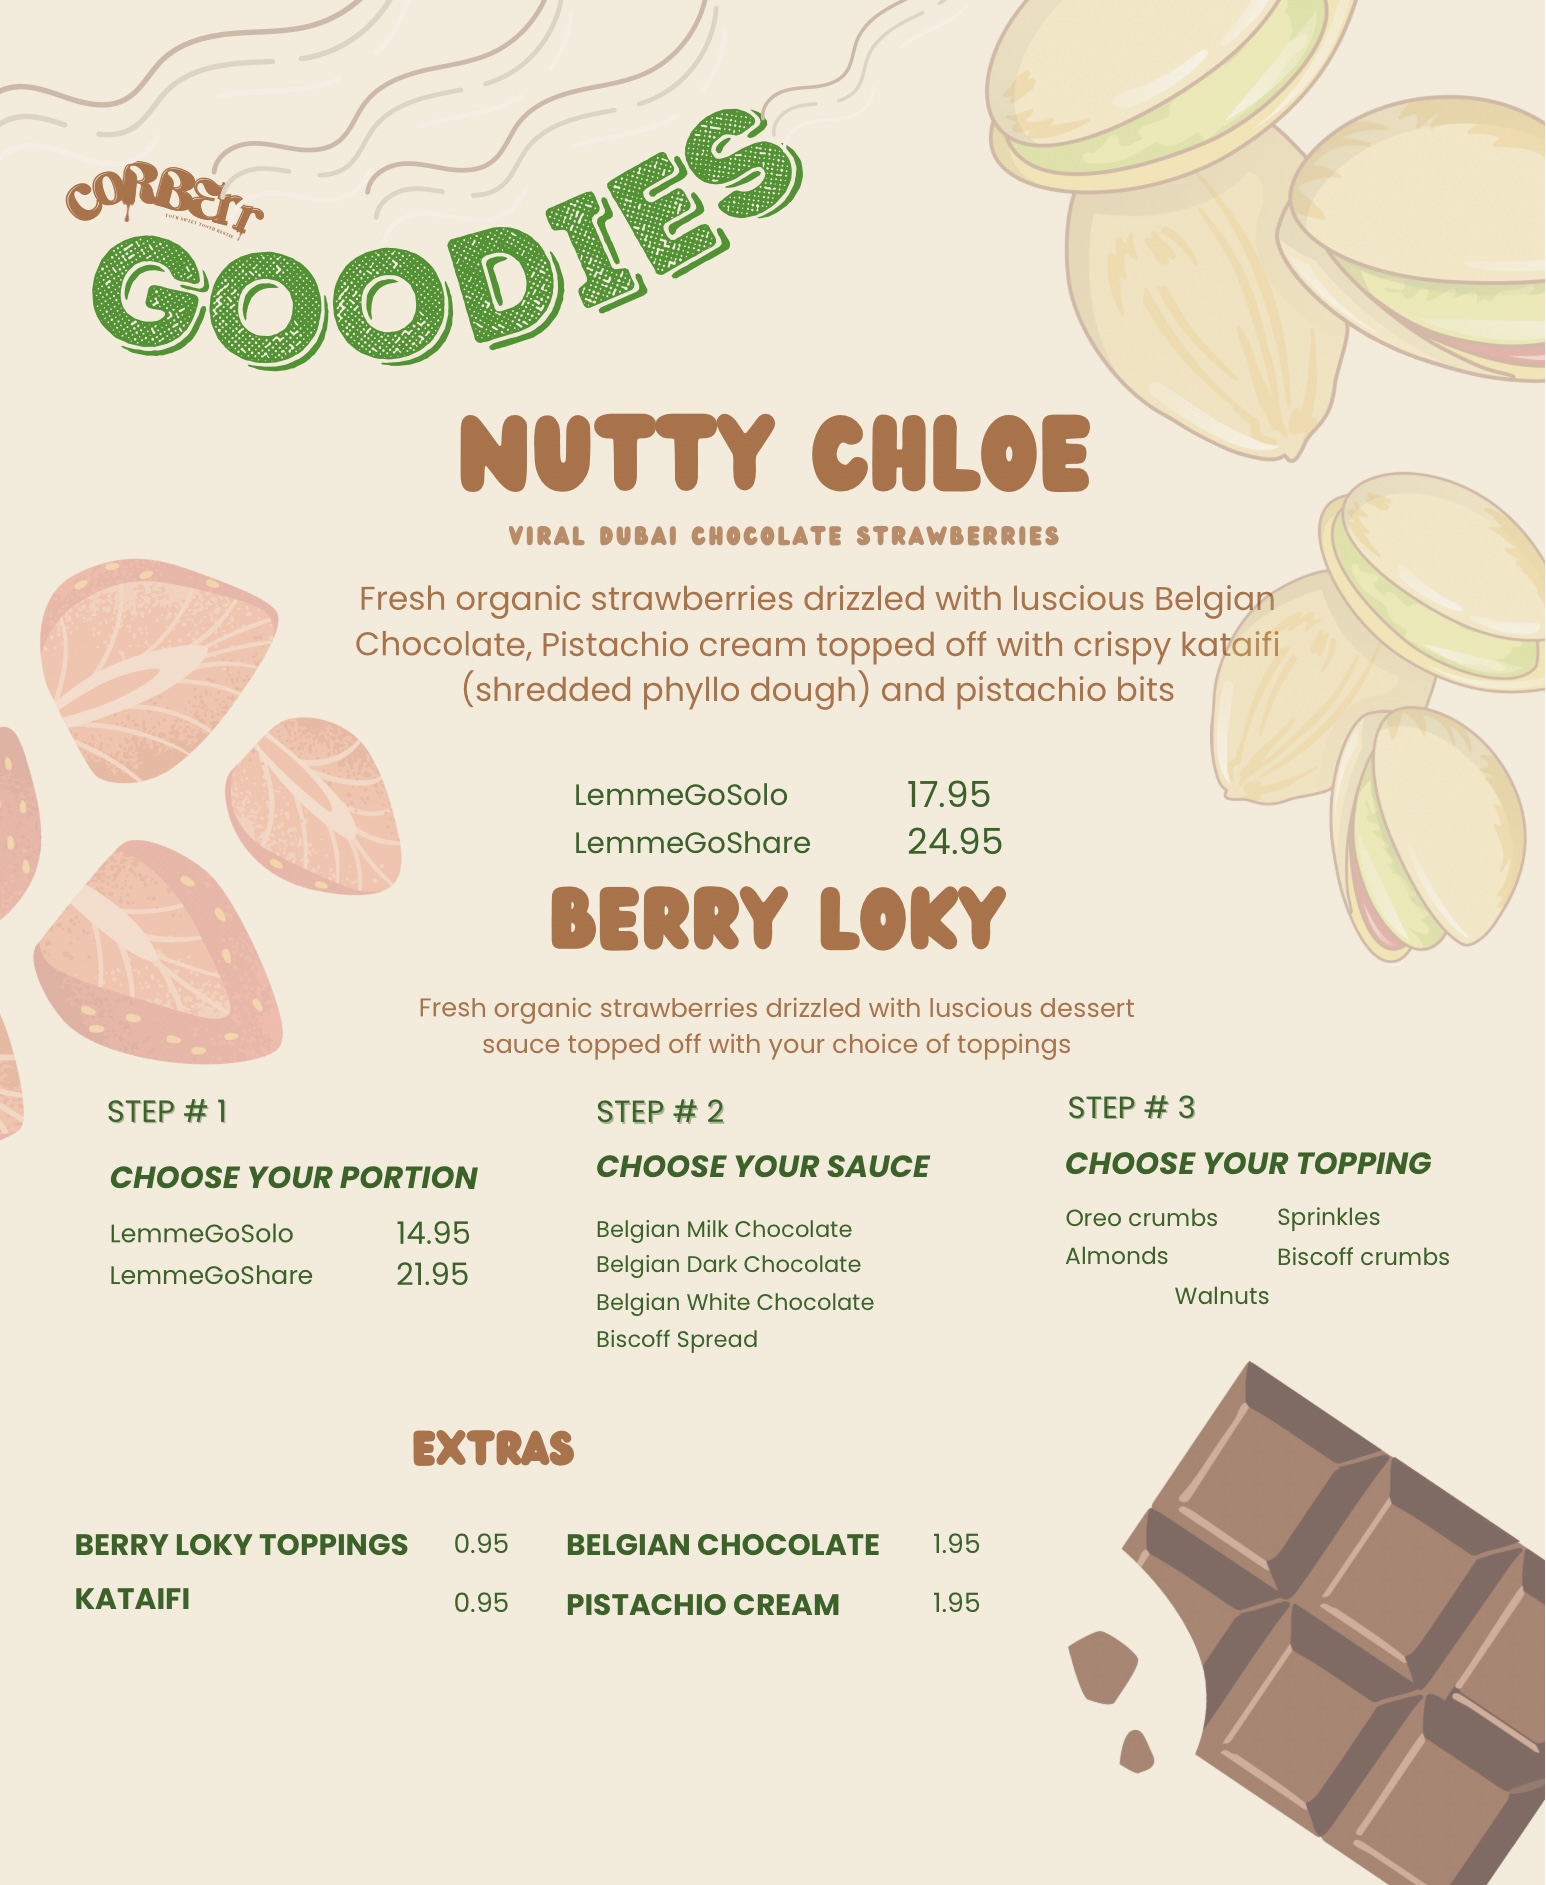 CORBErr
YOUR SWEET TOOTH BESTIE
GOODIES
NUTTY CHLOE
VIRAL DUBAI CHOCOLATE STRAWBERRIES
Fresh organic strawberries drizzled with luscious Belgian
Chocolate, Pistachio cream topped off with crispy kataifi
(shredded phyllo dough) and pistachio bits
LemmeGoSolo 17.95
LemmeGoShare 24.95
BERRY LOKY
Fresh organic strawberries drizzled with luscious dessert
sauce topped off with your choice of toppings
STEP # 1
CHOOSE YOUR PORTION
LemmeGoSolo 14.95
LemmeGoShare 21.95
STEP # 2
CHOOSE YOUR SAUCE
Belgian Milk Chocolate
Belgian Dark Chocolate
Belgian White Chocolate
Biscoff Spread
STEP # 3
CHOOSE YOUR TOPPING
Oreo crumbs Sprinkles
Almonds Biscoff crumbs
Walnuts
EXTRAS
BERRY LOKY TOPPINGS 0.95 BELGIAN CHOCOLATE 1.95
KATAIFI 0.95 PISTACHIO CREAM 1.95